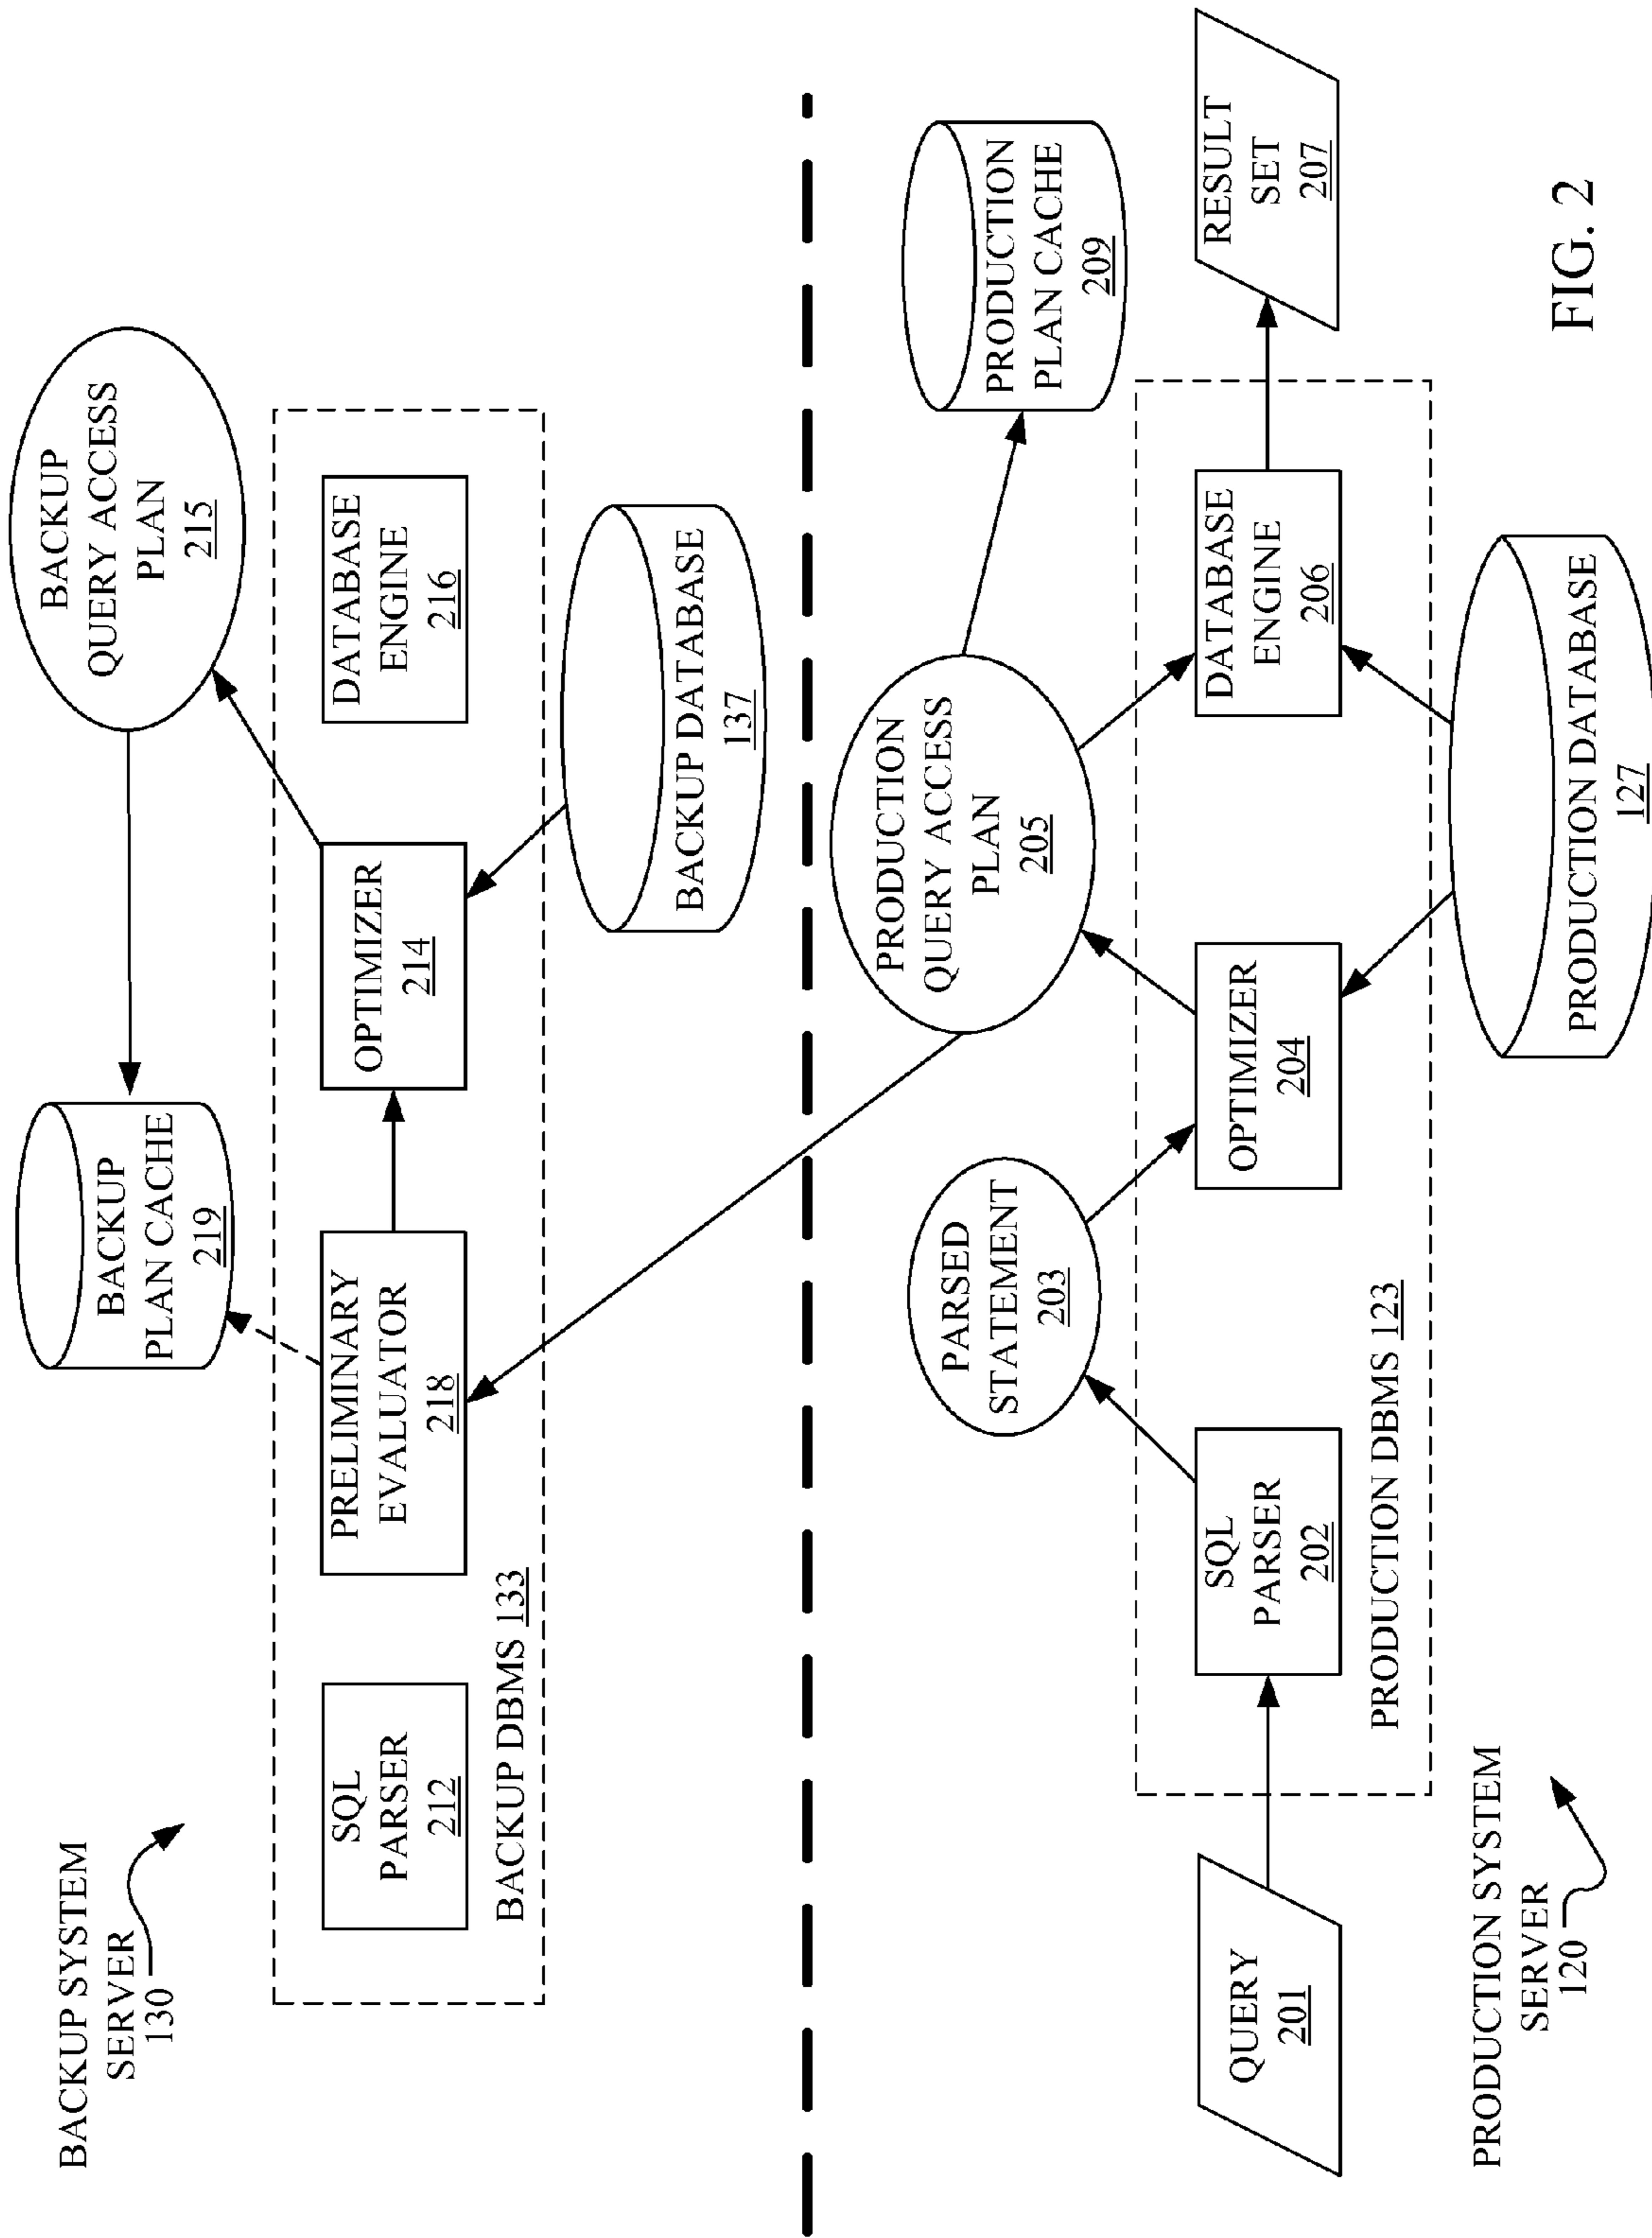 BACKUP SYSTEM
SERVER
130
BACKUP
PLAN CACHE
219
BACKUP
QUERY ACCESS
PLAN
215
SQL
PARSER
212
PRELIMINARY
EVALUATOR
218
OPTIMIZER
214
DATABASE
ENGINE
216
BACKUP DBMS 133
BACKUP DATABASE
137
PARSED
STATEMENT
203
PRODUCTION
QUERY ACCESS
PLAN
205
PRODUCTION
PLAN CACHE
209
QUERY
201
SQL
PARSER
202
OPTIMIZER
204
DATABASE
ENGINE
206
RESULT
SET
207
PRODUCTION DBMS 123
PRODUCTION SYSTEM
SERVER
120
PRODUCTION DATABASE
127
FIG. 2